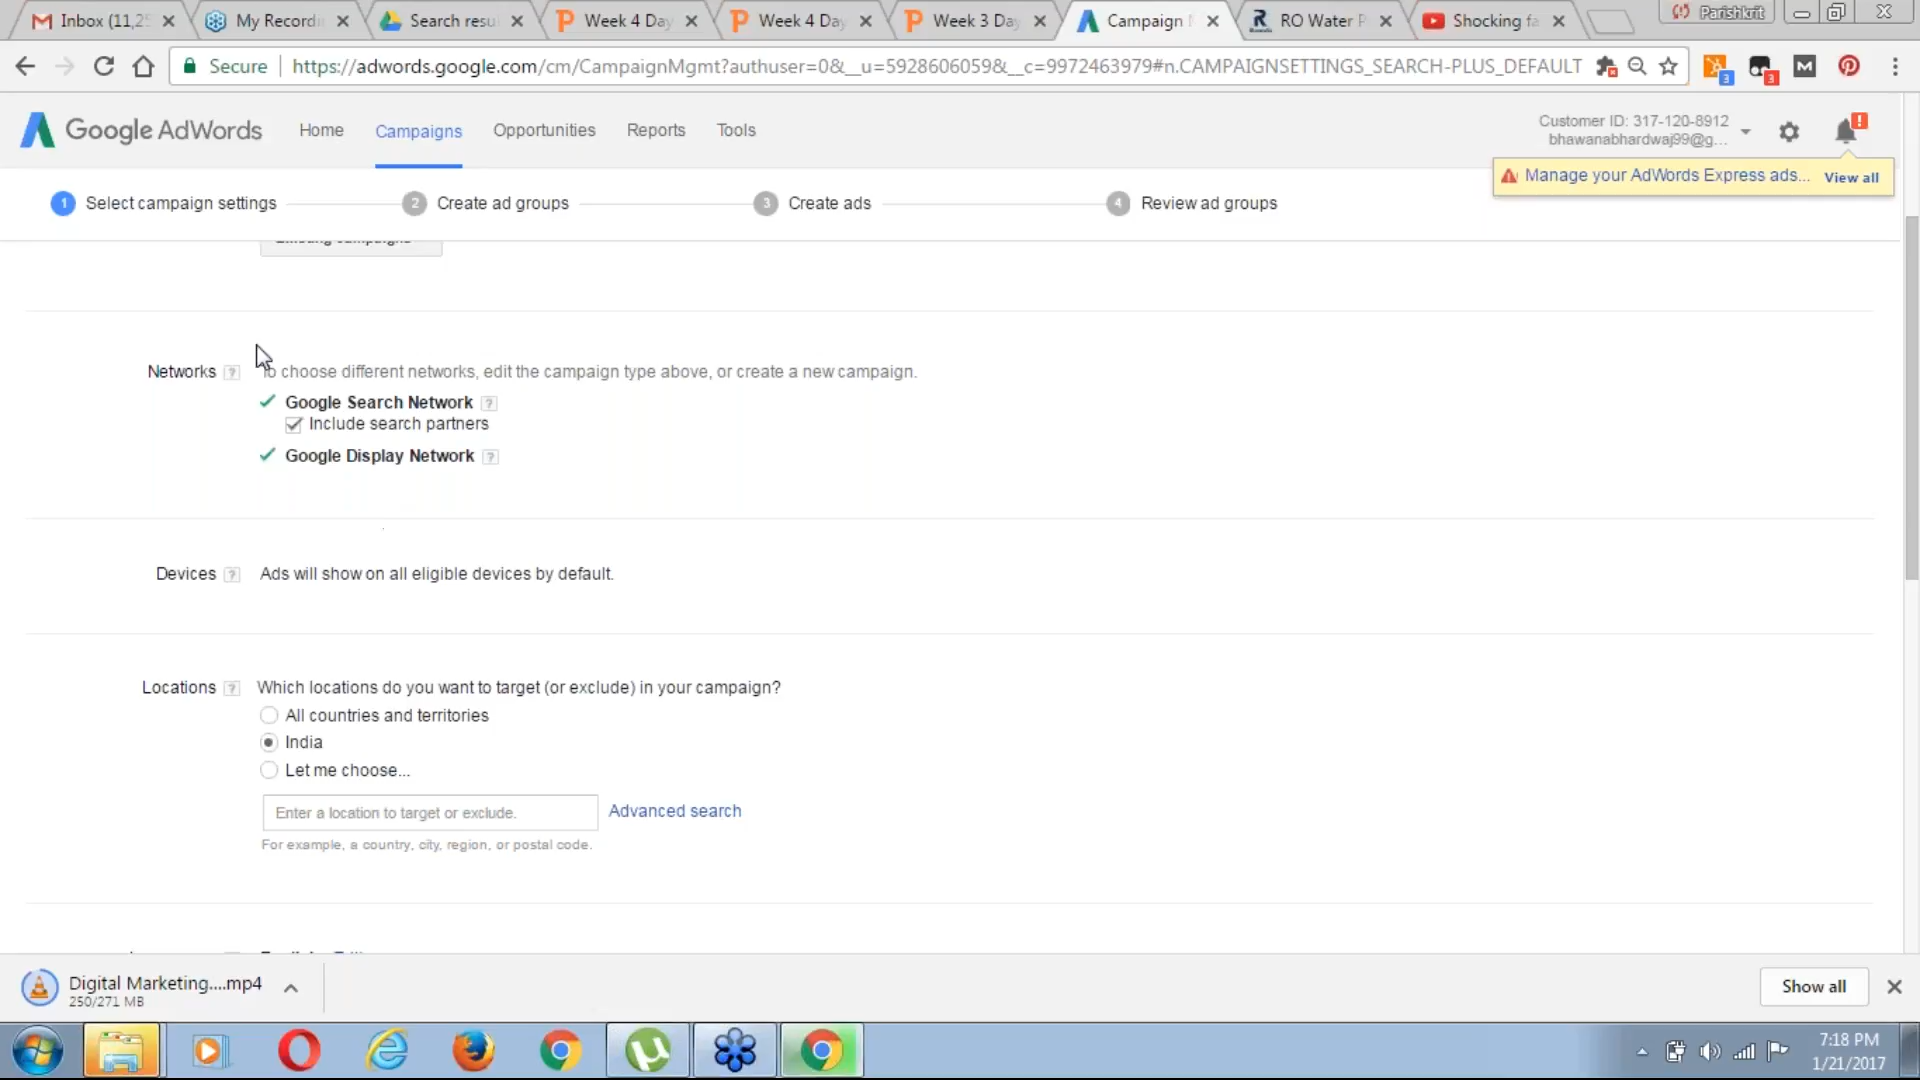 Inbox (11,25
My Recordi
Search resu
Week 4 Day
Week 4 Day
Week 3 Day
Campaign
RO Water P
Shocking fa
Parishkrit
Secure
https://adwords.google.com/cm/CampaignMgmt?authuser=0&__u=5928606059&__c=9972463979#n.CAMPAIGNSETTINGS_SEARCH-PLUS_DEFAULT
3
3
Google AdWords
Home
Campaigns
Opportunities
Reports
Tools
Customer ID: 317-120-8912
bhawanabhardwaj99@g...
Manage your AdWords Express ads...
View all
1 Select campaign settings
2 Create ad groups
3 Create ads
4 Review ad groups
Existing campaigns
Networks ?
To choose different networks, edit the campaign type above, or create a new campaign.
Google Search Network ?
Include search partners
Google Display Network ?
Devices ?
Ads will show on all eligible devices by default.
Locations ?
Which locations do you want to target (or exclude) in your campaign?
All countries and territories
India
Let me choose...
Enter a location to target or exclude.
Advanced search
For example, a country, city, region, or postal code.
Digital Marketing....mp4
250/271 MB
Show all
7:18 PM
1/21/2017